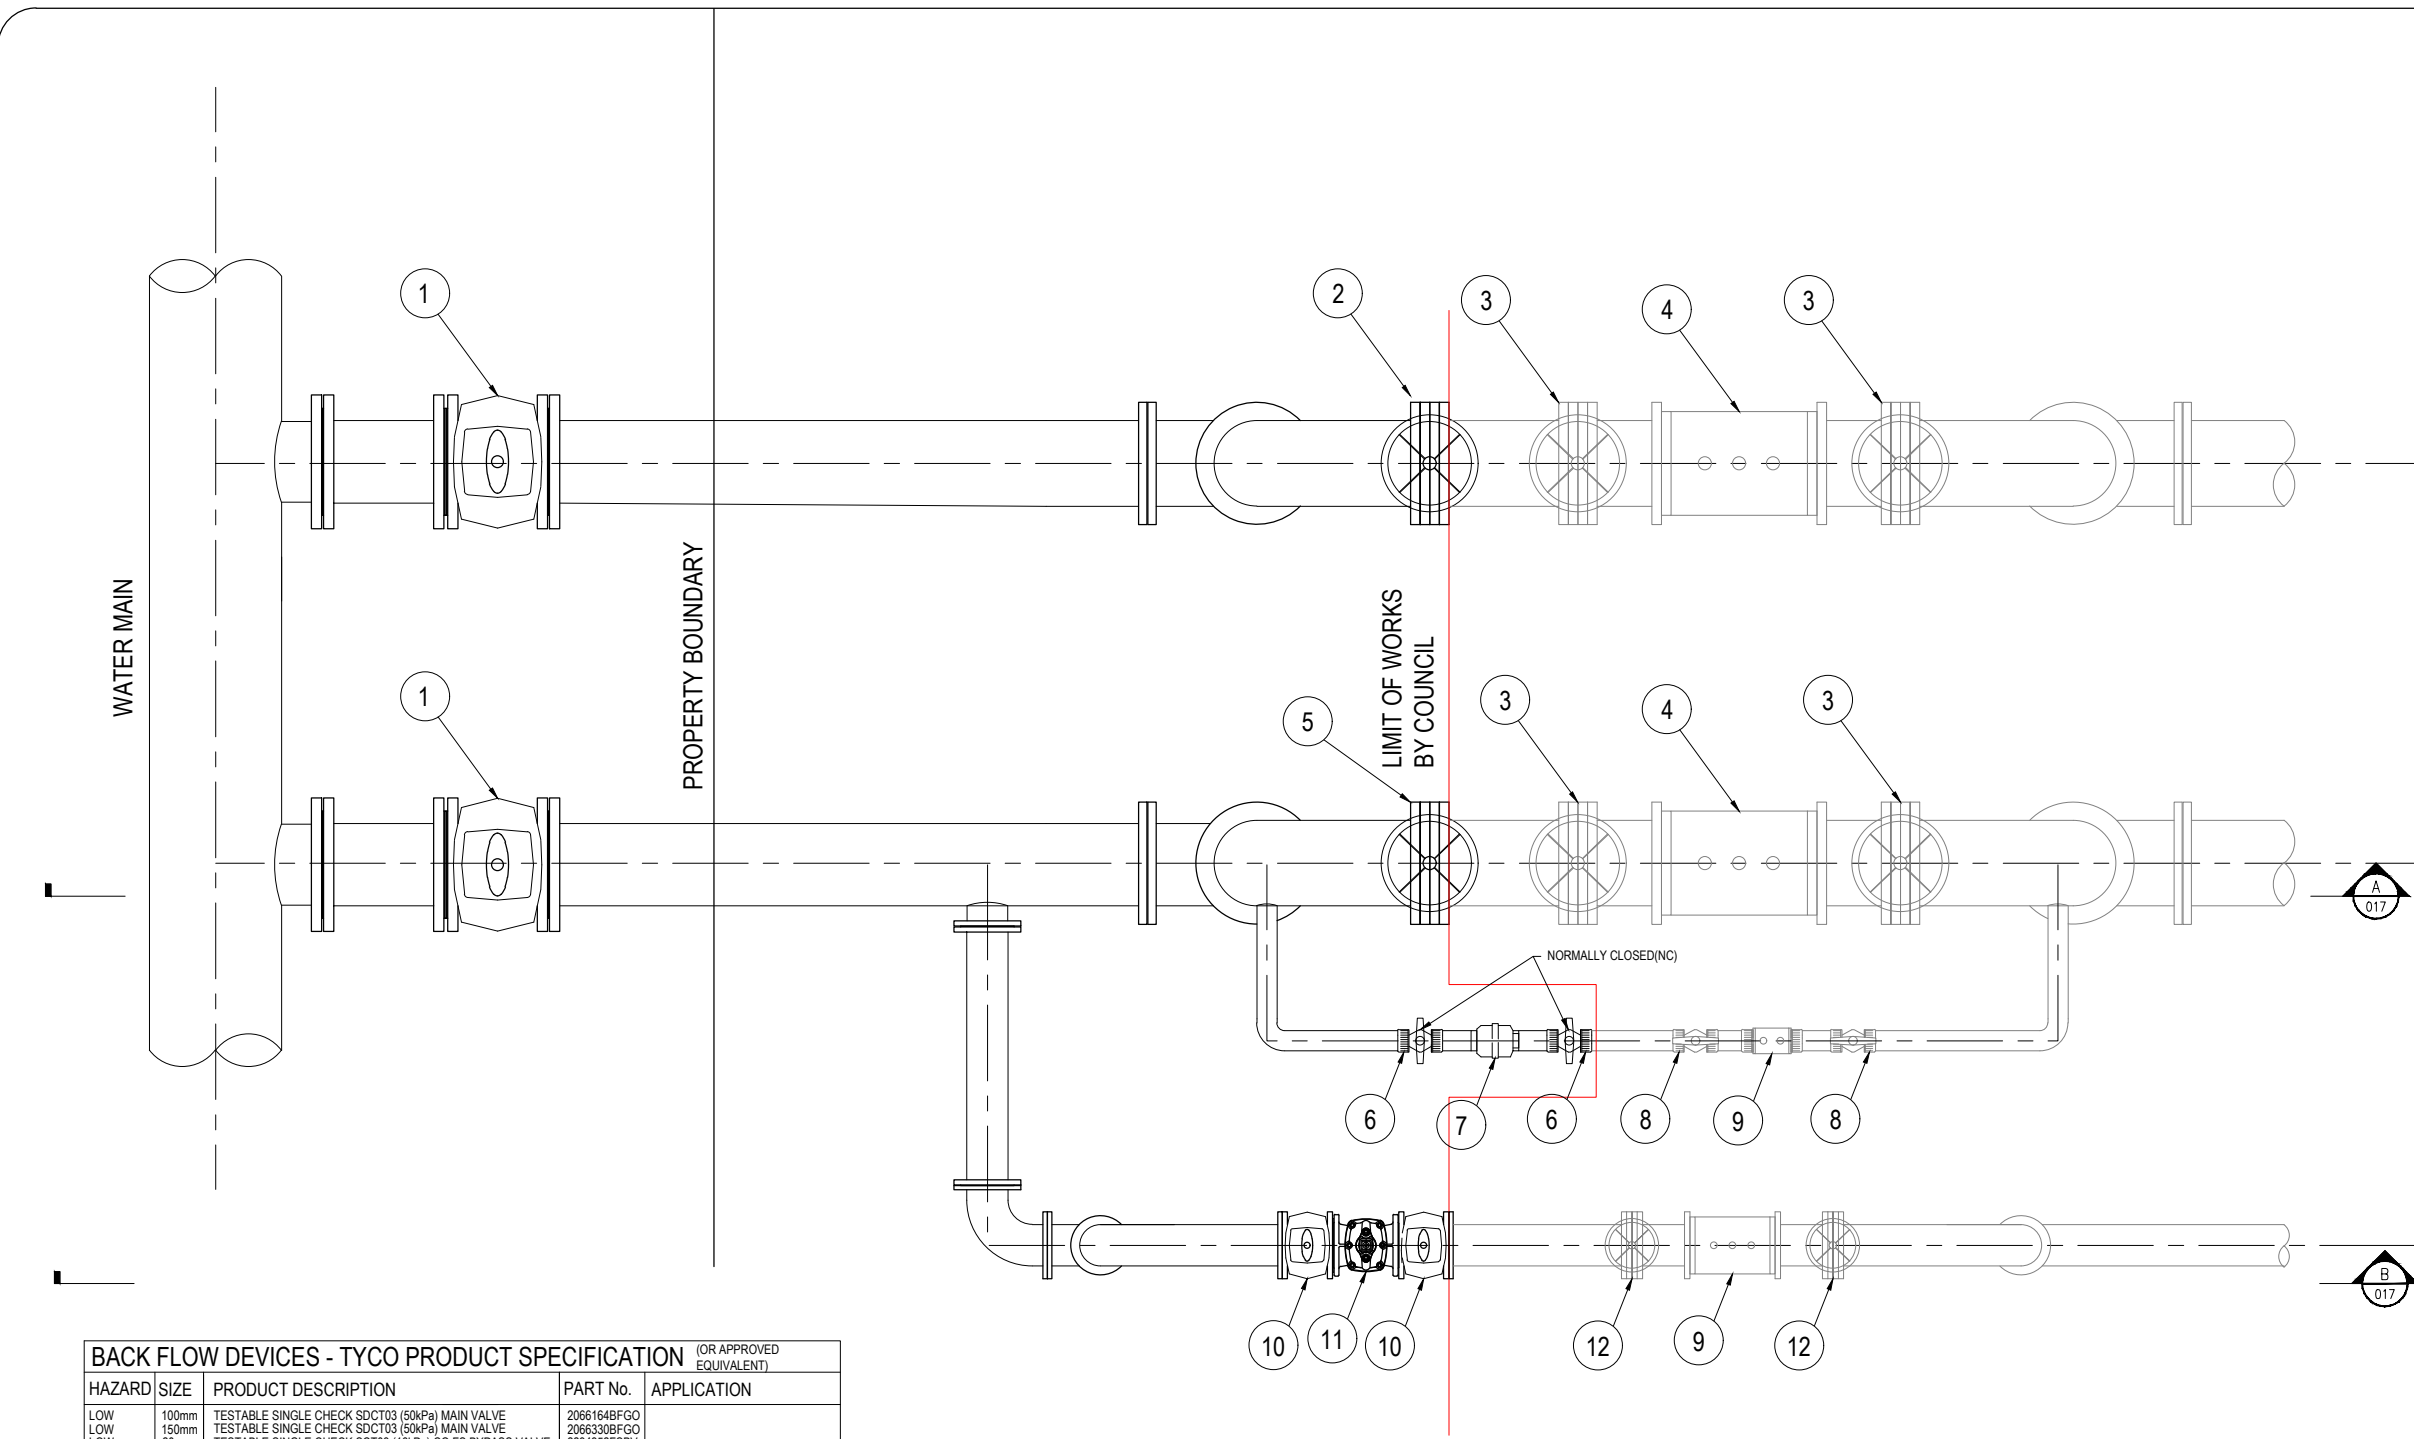 1
2
3
4
3
WATER MAIN
PROPERTY BOUNDARY
LIMIT OF WORKS
BY COUNCIL
1
5
3
4
3
A
017
NORMALLY CLOSED(NC)
6
7
6
8
9
8
B
017
10
11
10
12
9
12
BACK FLOW DEVICES - TYCO PRODUCT SPECIFICATION (OR APPROVED
EQUIVALENT)
HAZARD SIZE PRODUCT DESCRIPTION PART No. APPLICATION
LOW 100mm TESTABLE SINGLE CHECK SDCT03 (50kPa) MAIN VALVE 2066164BFGO
LOW 150mm TESTABLE SINGLE CHECK SDCT03 (50kPa) MAIN VALVE 2066330BFGO